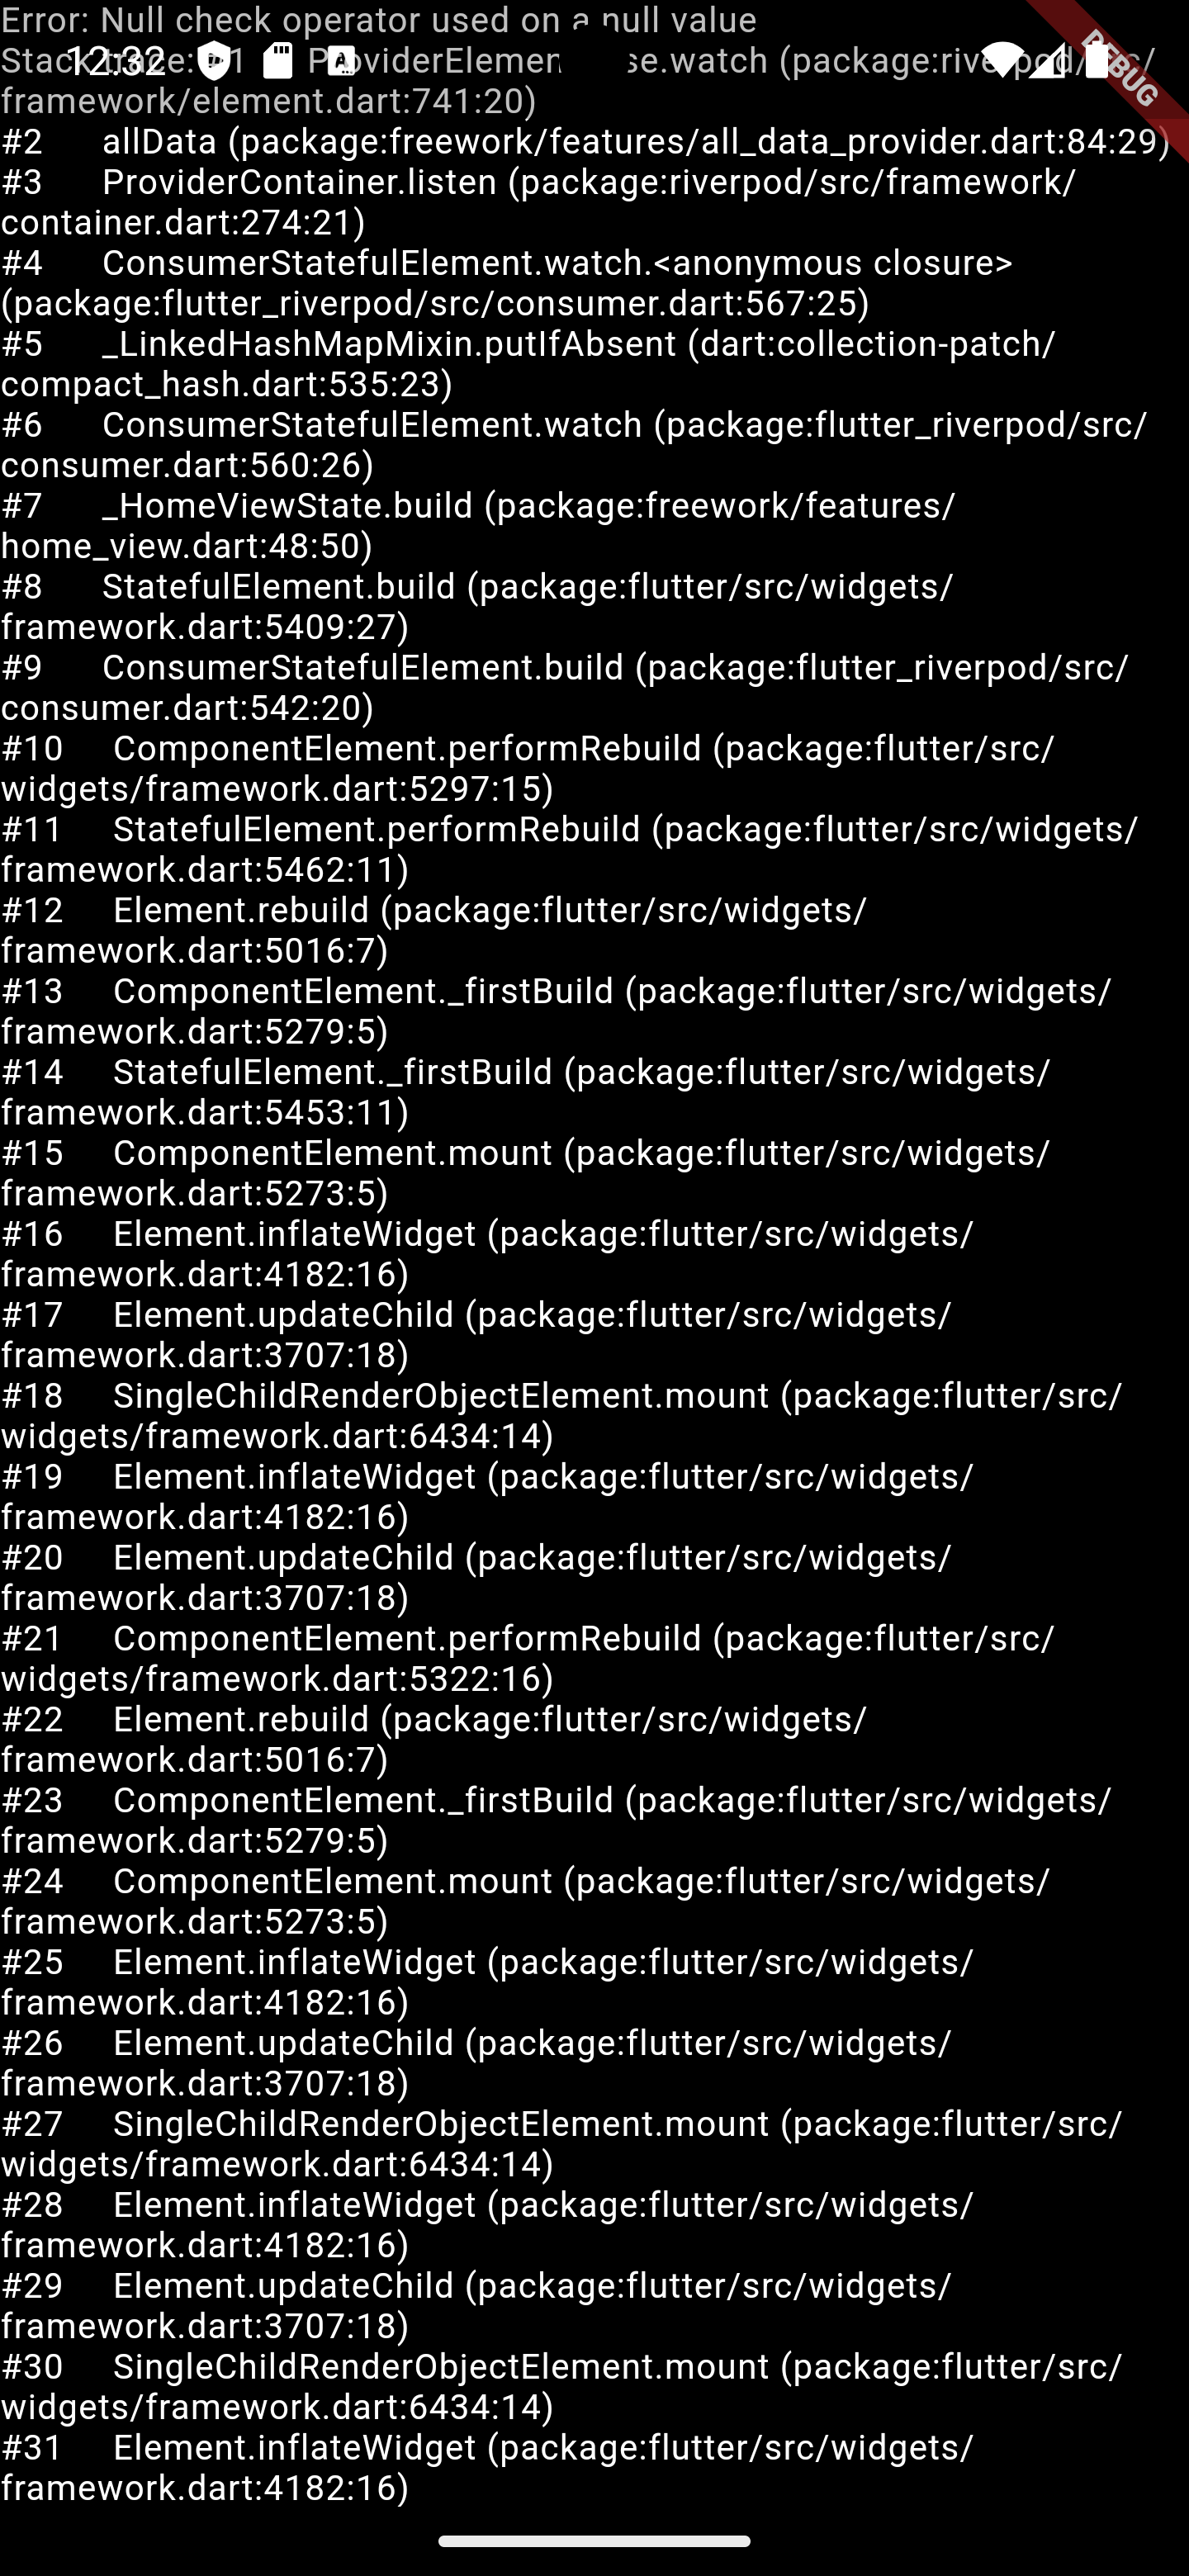 Error: Null check operator used on a null value
12:32
Stack trace: #1 ProviderElemen se.watch (package:riverpod/src/
DEBUG
framework/element.dart:741:20)
#2 allData (package:freework/features/all_data_provider.dart:84:29)
#3 ProviderContainer.listen (package:riverpod/src/framework/
container.dart:274:21)
#4 ConsumerStatefulElement.watch.<anonymous closure>
(package:flutter_riverpod/src/consumer.dart:567:25)
#5 _LinkedHashMapMixin.putIfAbsent (dart:collection-patch/
compact_hash.dart:535:23)
#6 ConsumerStatefulElement.watch (package:flutter_riverpod/src/
consumer.dart:560:26)
#7 _HomeViewState.build (package:freework/features/
home_view.dart:48:50)
#8 StatefulElement.build (package:flutter/src/widgets/
framework.dart:5409:27)
#9 ConsumerStatefulElement.build (package:flutter_riverpod/src/
consumer.dart:542:20)
#10 ComponentElement.performRebuild (package:flutter/src/
widgets/framework.dart:5297:15)
#11 StatefulElement.performRebuild (package:flutter/src/widgets/
framework.dart:5462:11)
#12 Element.rebuild (package:flutter/src/widgets/
framework.dart:5016:7)
#13 ComponentElement._firstBuild (package:flutter/src/widgets/
framework.dart:5279:5)
#14 StatefulElement._firstBuild (package:flutter/src/widgets/
framework.dart:5453:11)
#15 ComponentElement.mount (package:flutter/src/widgets/
framework.dart:5273:5)
#16 Element.inflateWidget (package:flutter/src/widgets/
framework.dart:4182:16)
#17 Element.updateChild (package:flutter/src/widgets/
framework.dart:3707:18)
#18 SingleChildRenderObjectElement.mount (package:flutter/src/
widgets/framework.dart:6434:14)
#19 Element.inflateWidget (package:flutter/src/widgets/
framework.dart:4182:16)
#20 Element.updateChild (package:flutter/src/widgets/
framework.dart:3707:18)
#21 ComponentElement.performRebuild (package:flutter/src/
widgets/framework.dart:5322:16)
#22 Element.rebuild (package:flutter/src/widgets/
framework.dart:5016:7)
#23 ComponentElement._firstBuild (package:flutter/src/widgets/
framework.dart:5279:5)
#24 ComponentElement.mount (package:flutter/src/widgets/
framework.dart:5273:5)
#25 Element.inflateWidget (package:flutter/src/widgets/
framework.dart:4182:16)
#26 Element.updateChild (package:flutter/src/widgets/
framework.dart:3707:18)
#27 SingleChildRenderObjectElement.mount (package:flutter/src/
widgets/framework.dart:6434:14)
#28 Element.inflateWidget (package:flutter/src/widgets/
framework.dart:4182:16)
#29 Element.updateChild (package:flutter/src/widgets/
framework.dart:3707:18)
#30 SingleChildRenderObjectElement.mount (package:flutter/src/
widgets/framework.dart:6434:14)
#31 Element.inflateWidget (package:flutter/src/widgets/
framework.dart:4182:16)